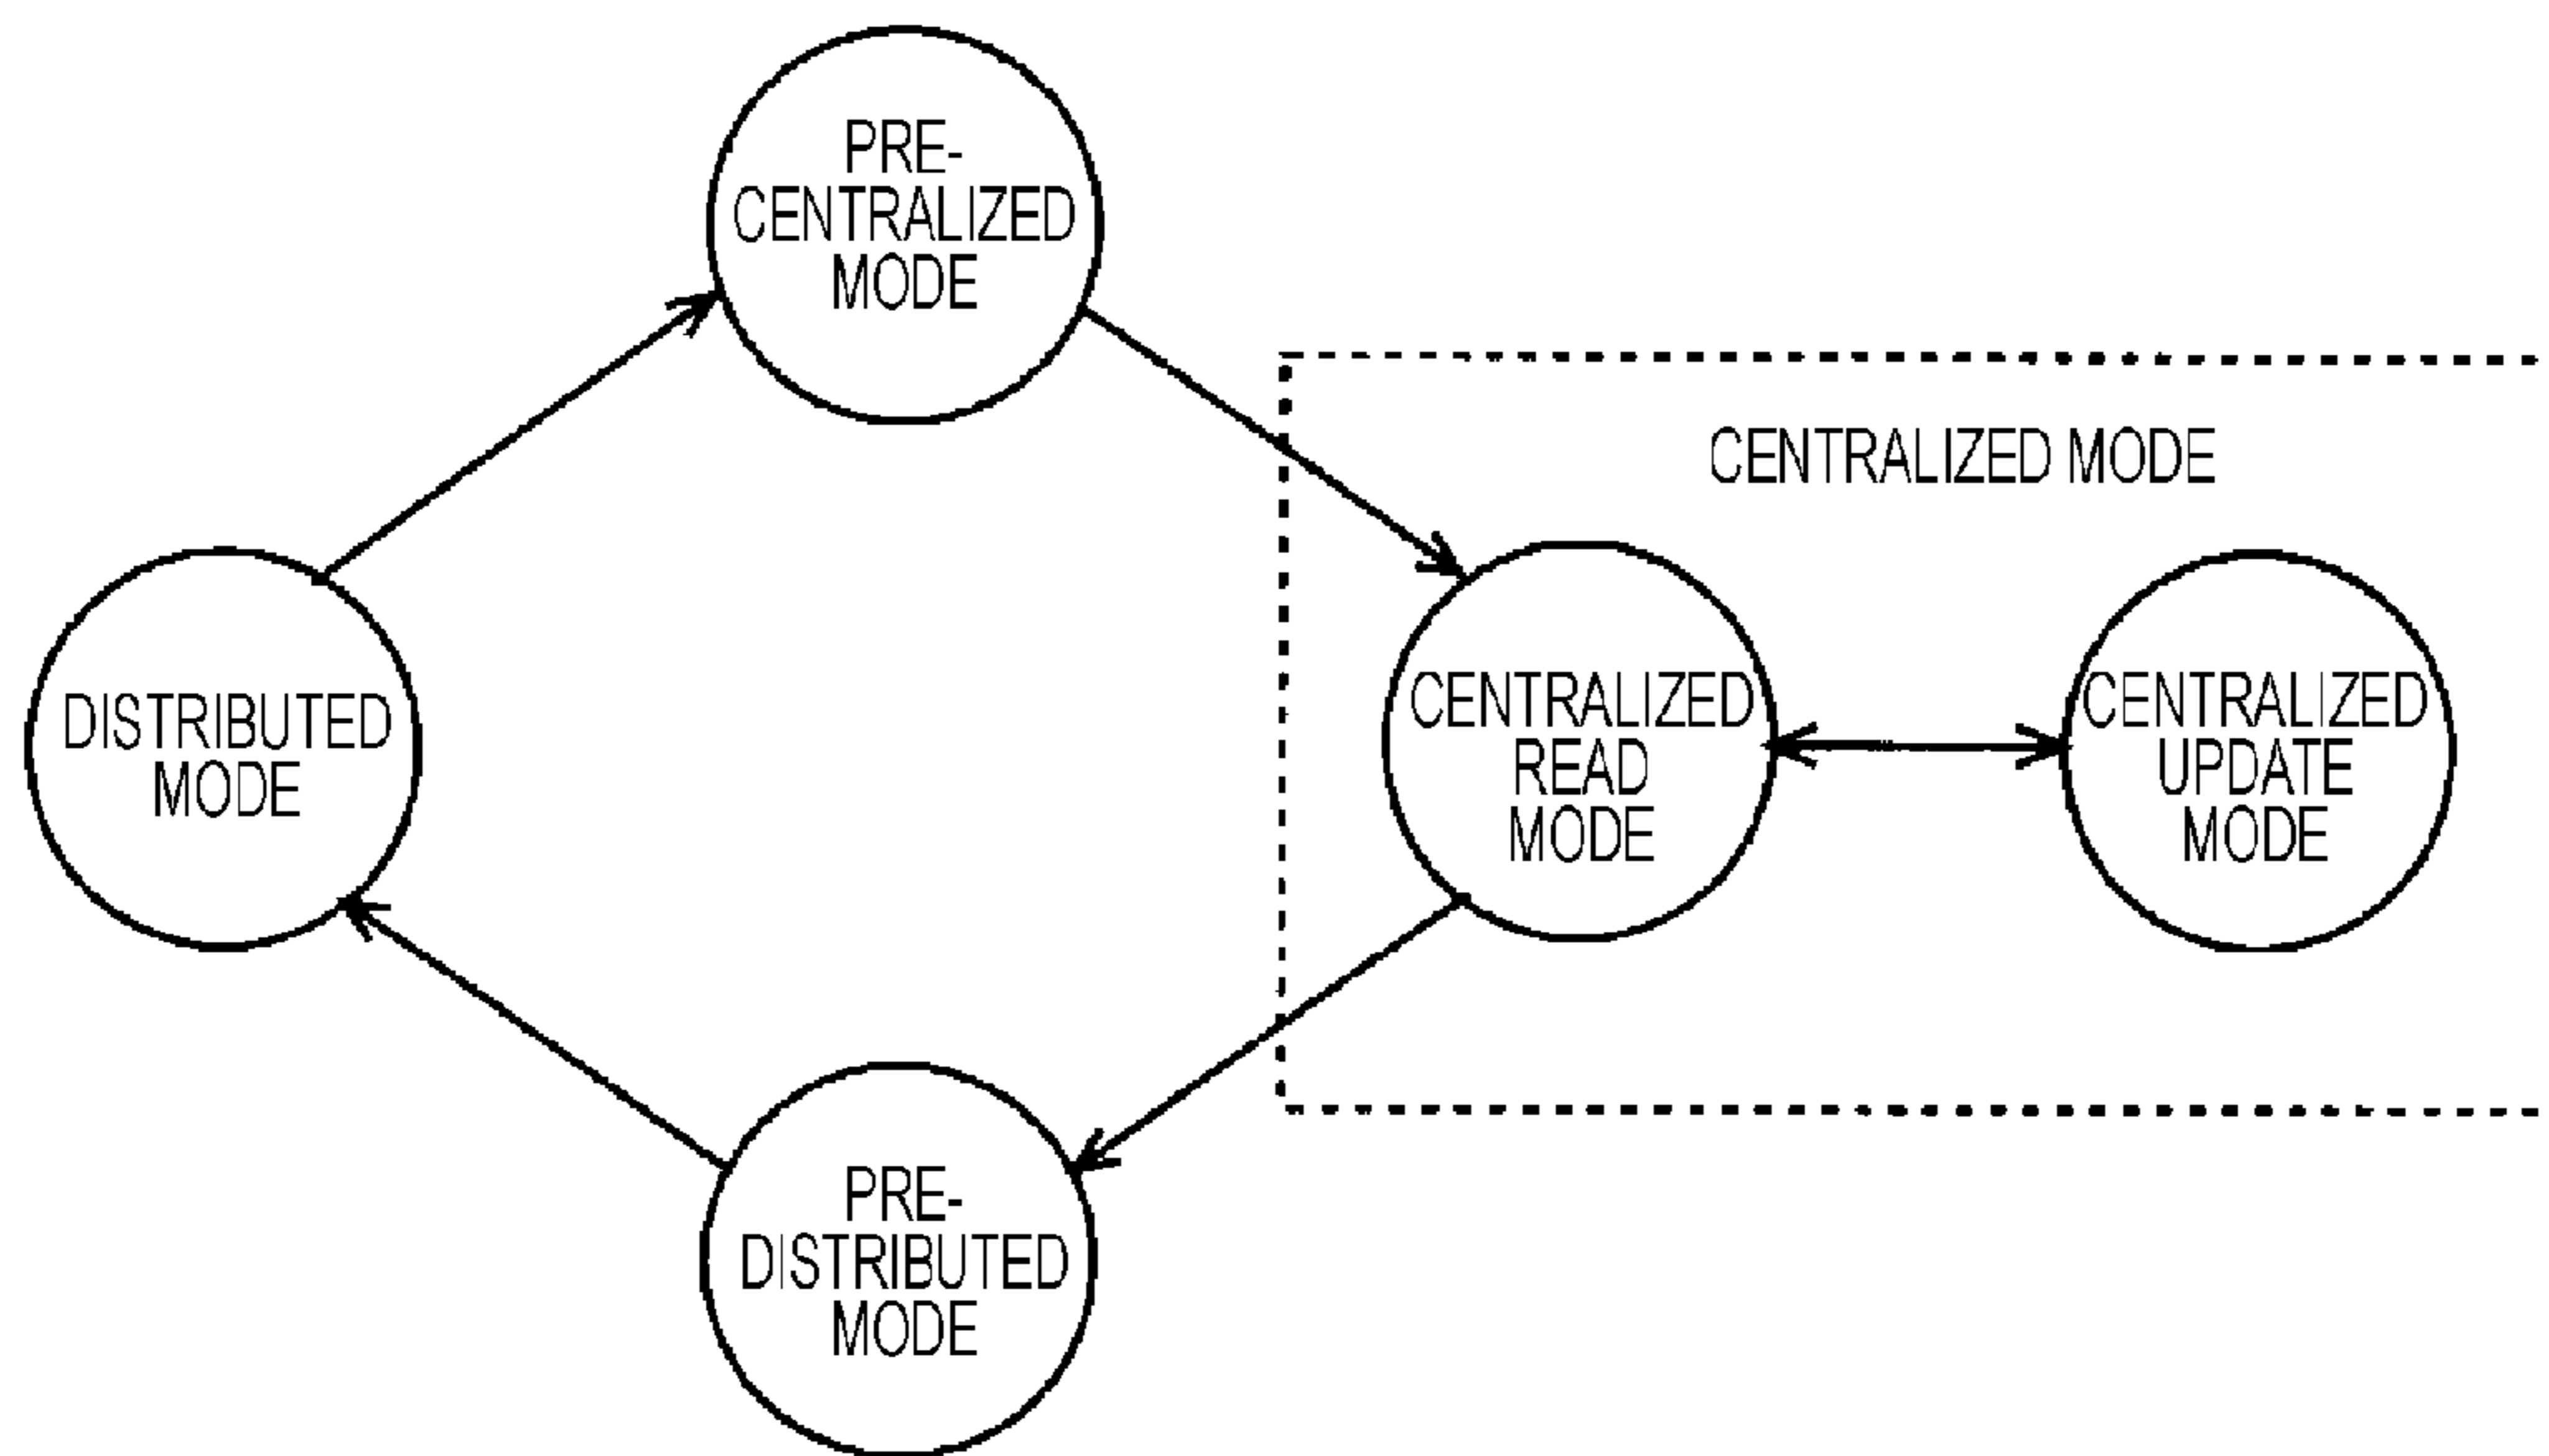 PRE-
CENTRALIZED
MODE
CENTRALIZED MODE
DISTRIBUTED
MODE
CENTRALIZED
READ
MODE
CENTRALIZED
UPDATE
MODE
PRE-
DISTRIBUTED
MODE